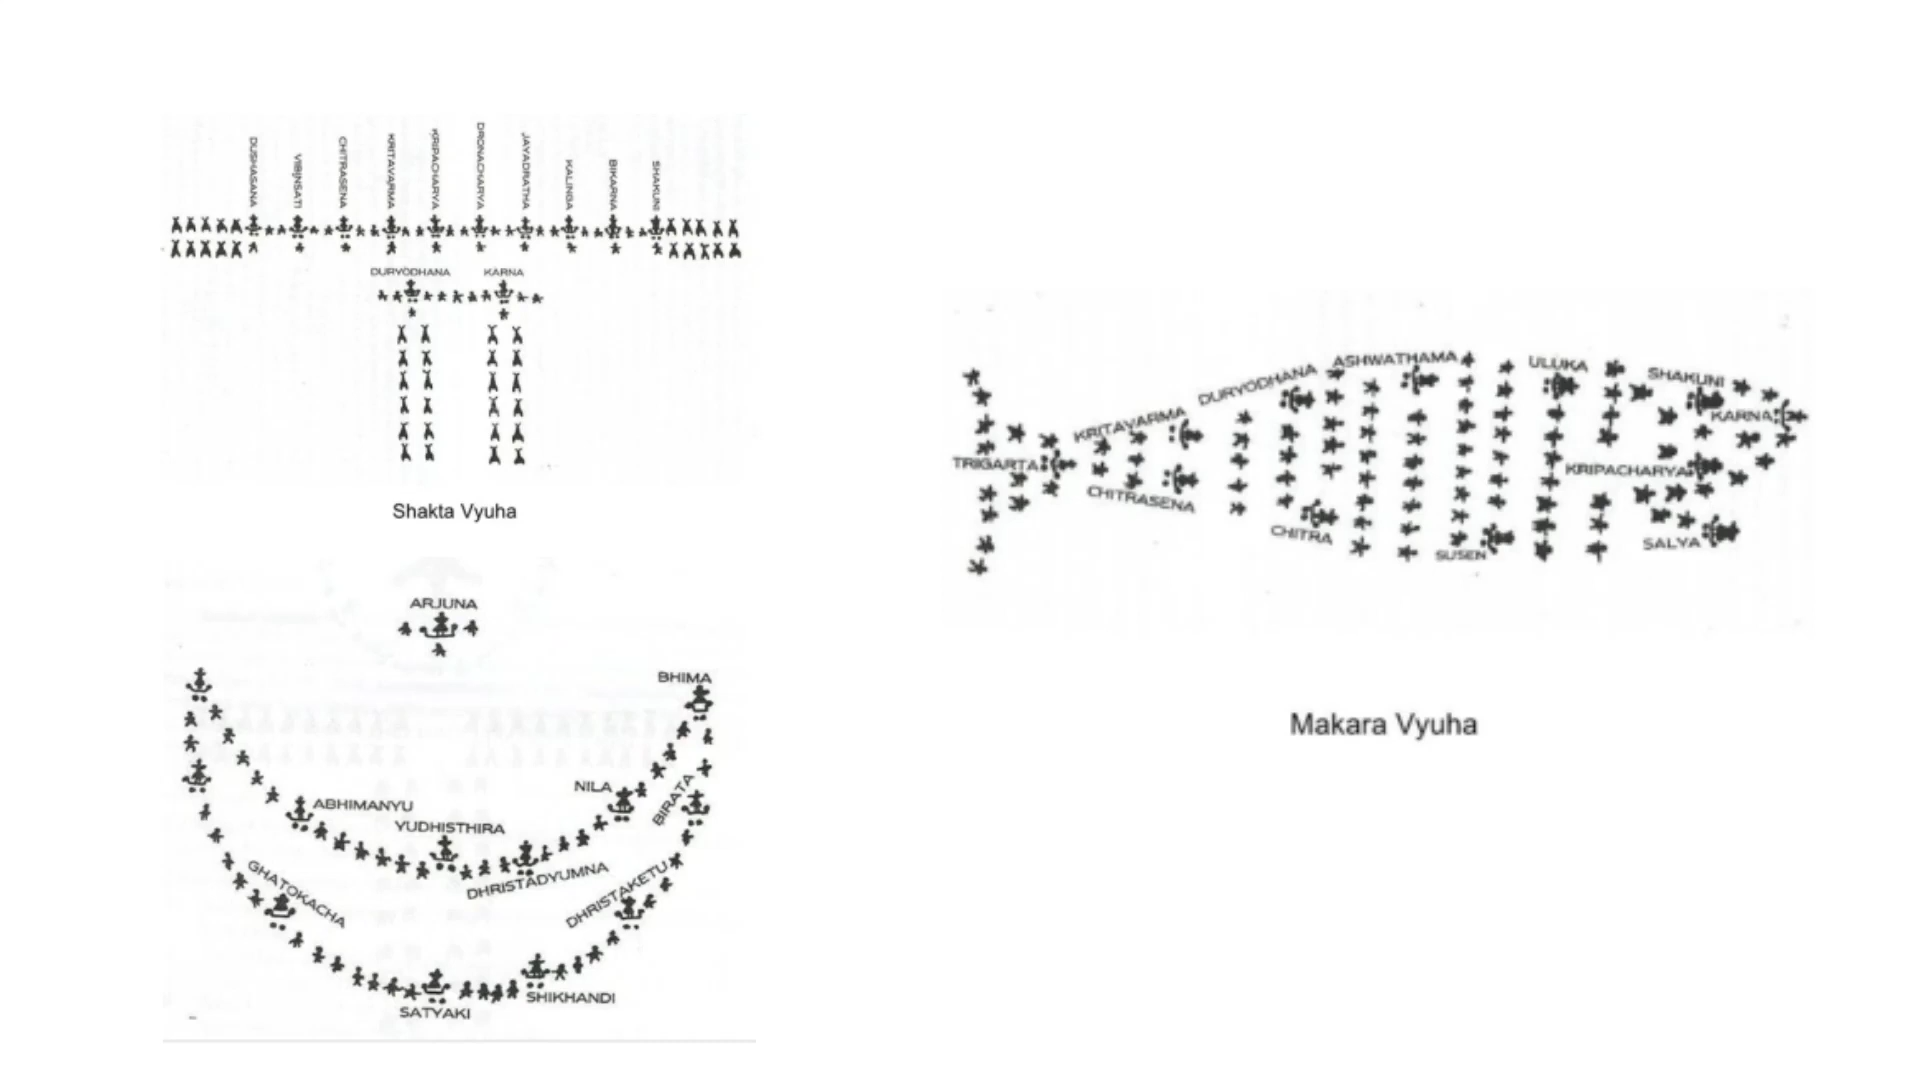 DUSHASANA
VIBINSATI
CHITRASENA
KRITAVARMA
KRIPACHARYA
DRONACHARYA
JAYADRATHA
KALINGA
BIKARNA
SHAKUNI
DURYODHANA
KARNA
Shakta Vyuha
ARJUNA
BHIMA
NILA
BIRATA
ABHIMANYU
YUDHISTHIRA
DHRISTADYUMNA
DHRISTAKETU
GHATOKACHA
SHIKHANDI
SATYAKI
TRIGARTA
KRITAVARMA
CHITRASENA
DURYODHANA
CHITRA
ASHWATHAMA
SUSEN
ULUKA
SHAKUNI
KARNA
KRIPACHARYA
SALYA
Makara Vyuha